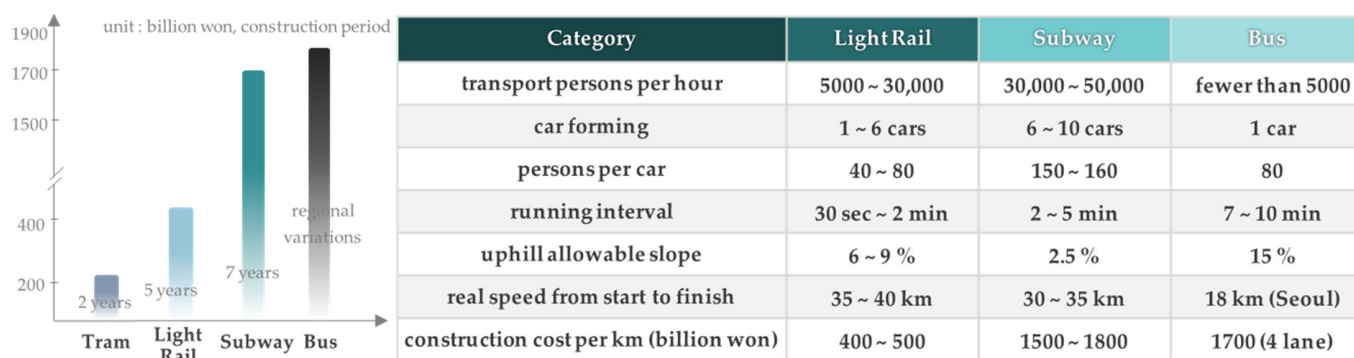 unit : billion won, construction period
1900
1700
1500
400
200
regional
variations
7 years
5 years
2 years
Tram Light Rail Subway Bus
Category Light Rail Subway Bus
transport persons per hour 5000 ~ 30,000 30,000 ~ 50,000 fewer than 5000
car forming 1 ~ 6 cars 6 ~ 10 cars 1 car
persons per car 40 ~ 80 150 ~ 160 80
running interval 30 sec ~ 2 min 2 ~ 5 min 7 ~ 10 min
uphill allowable slope 6 ~ 9 % 2.5 % 15 %
real speed from start to finish 35 ~ 40 km 30 ~ 35 km 18 km (Seoul)
construction cost per km (billion won) 400 ~ 500 1500 ~ 1800 1700 (4 lane)